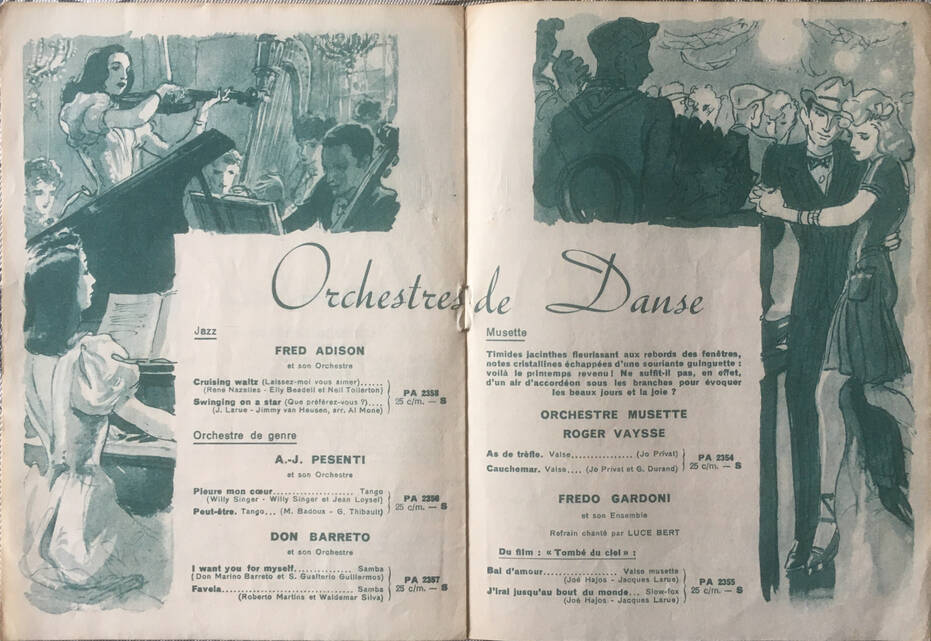 Orchestres de Danse
Jazz
FRED ADISON
et son Orchestre
Cruising waltz (Laissez-moi vous aimer)......
(René Nazelles - Elly Beadell et Neil Tollerton)
Swinging on a star (Que préférez-vous ?)....
(J. Larue - Jimmy van Heusen, arr. Al Mone)
PA 2358
25 c/m. — S
Orchestre de genre
A.-J. PESENTI
et son Orchestre
Pleure mon cœur.................... Tango
(Willy Singer - Willy Singer et Jean Loysel)
Peut-être. Tango... (M. Badous - G. Thibault)
PA 2356
25 c/m. — S
DON BARRETO
et son Orchestre
I want you for myself............... Samba
(Don Marino Barreto et S. Gualterio Guillermos)
Favela................................ Samba
(Roberto Martins et Waldemar Silva)
PA 2357
25 c/m. — S
Musette
Timides jacinthes fleurissant aux rebords des fenêtres,
notes cristallines échappées d'une souriante guinguette :
voilà le printemps revenu ! Ne suffit-il pas, en effet,
d'un air d'accordéon sous les branches pour évoquer
les beaux jours et la joie ?
ORCHESTRE MUSETTE
ROGER VAYSSE
As de trèfle. Valse............... (Jo Privat)
Cauchemar. Valse.... (Jo Privat et G. Durand)
PA 2354
25 c/m. — S
FREDO GARDONI
et son Ensemble
Refrain chanté par LUCE BERT
Du film : « Tombé du ciel » :
Bal d'amour.................. Valse musette
(Joé Hajos - Jacques Larue)
J'irai jusqu'au bout du monde... Slow-fox
(Joé Hajos - Jacques Larue)
PA 2355
25 c/m. — S